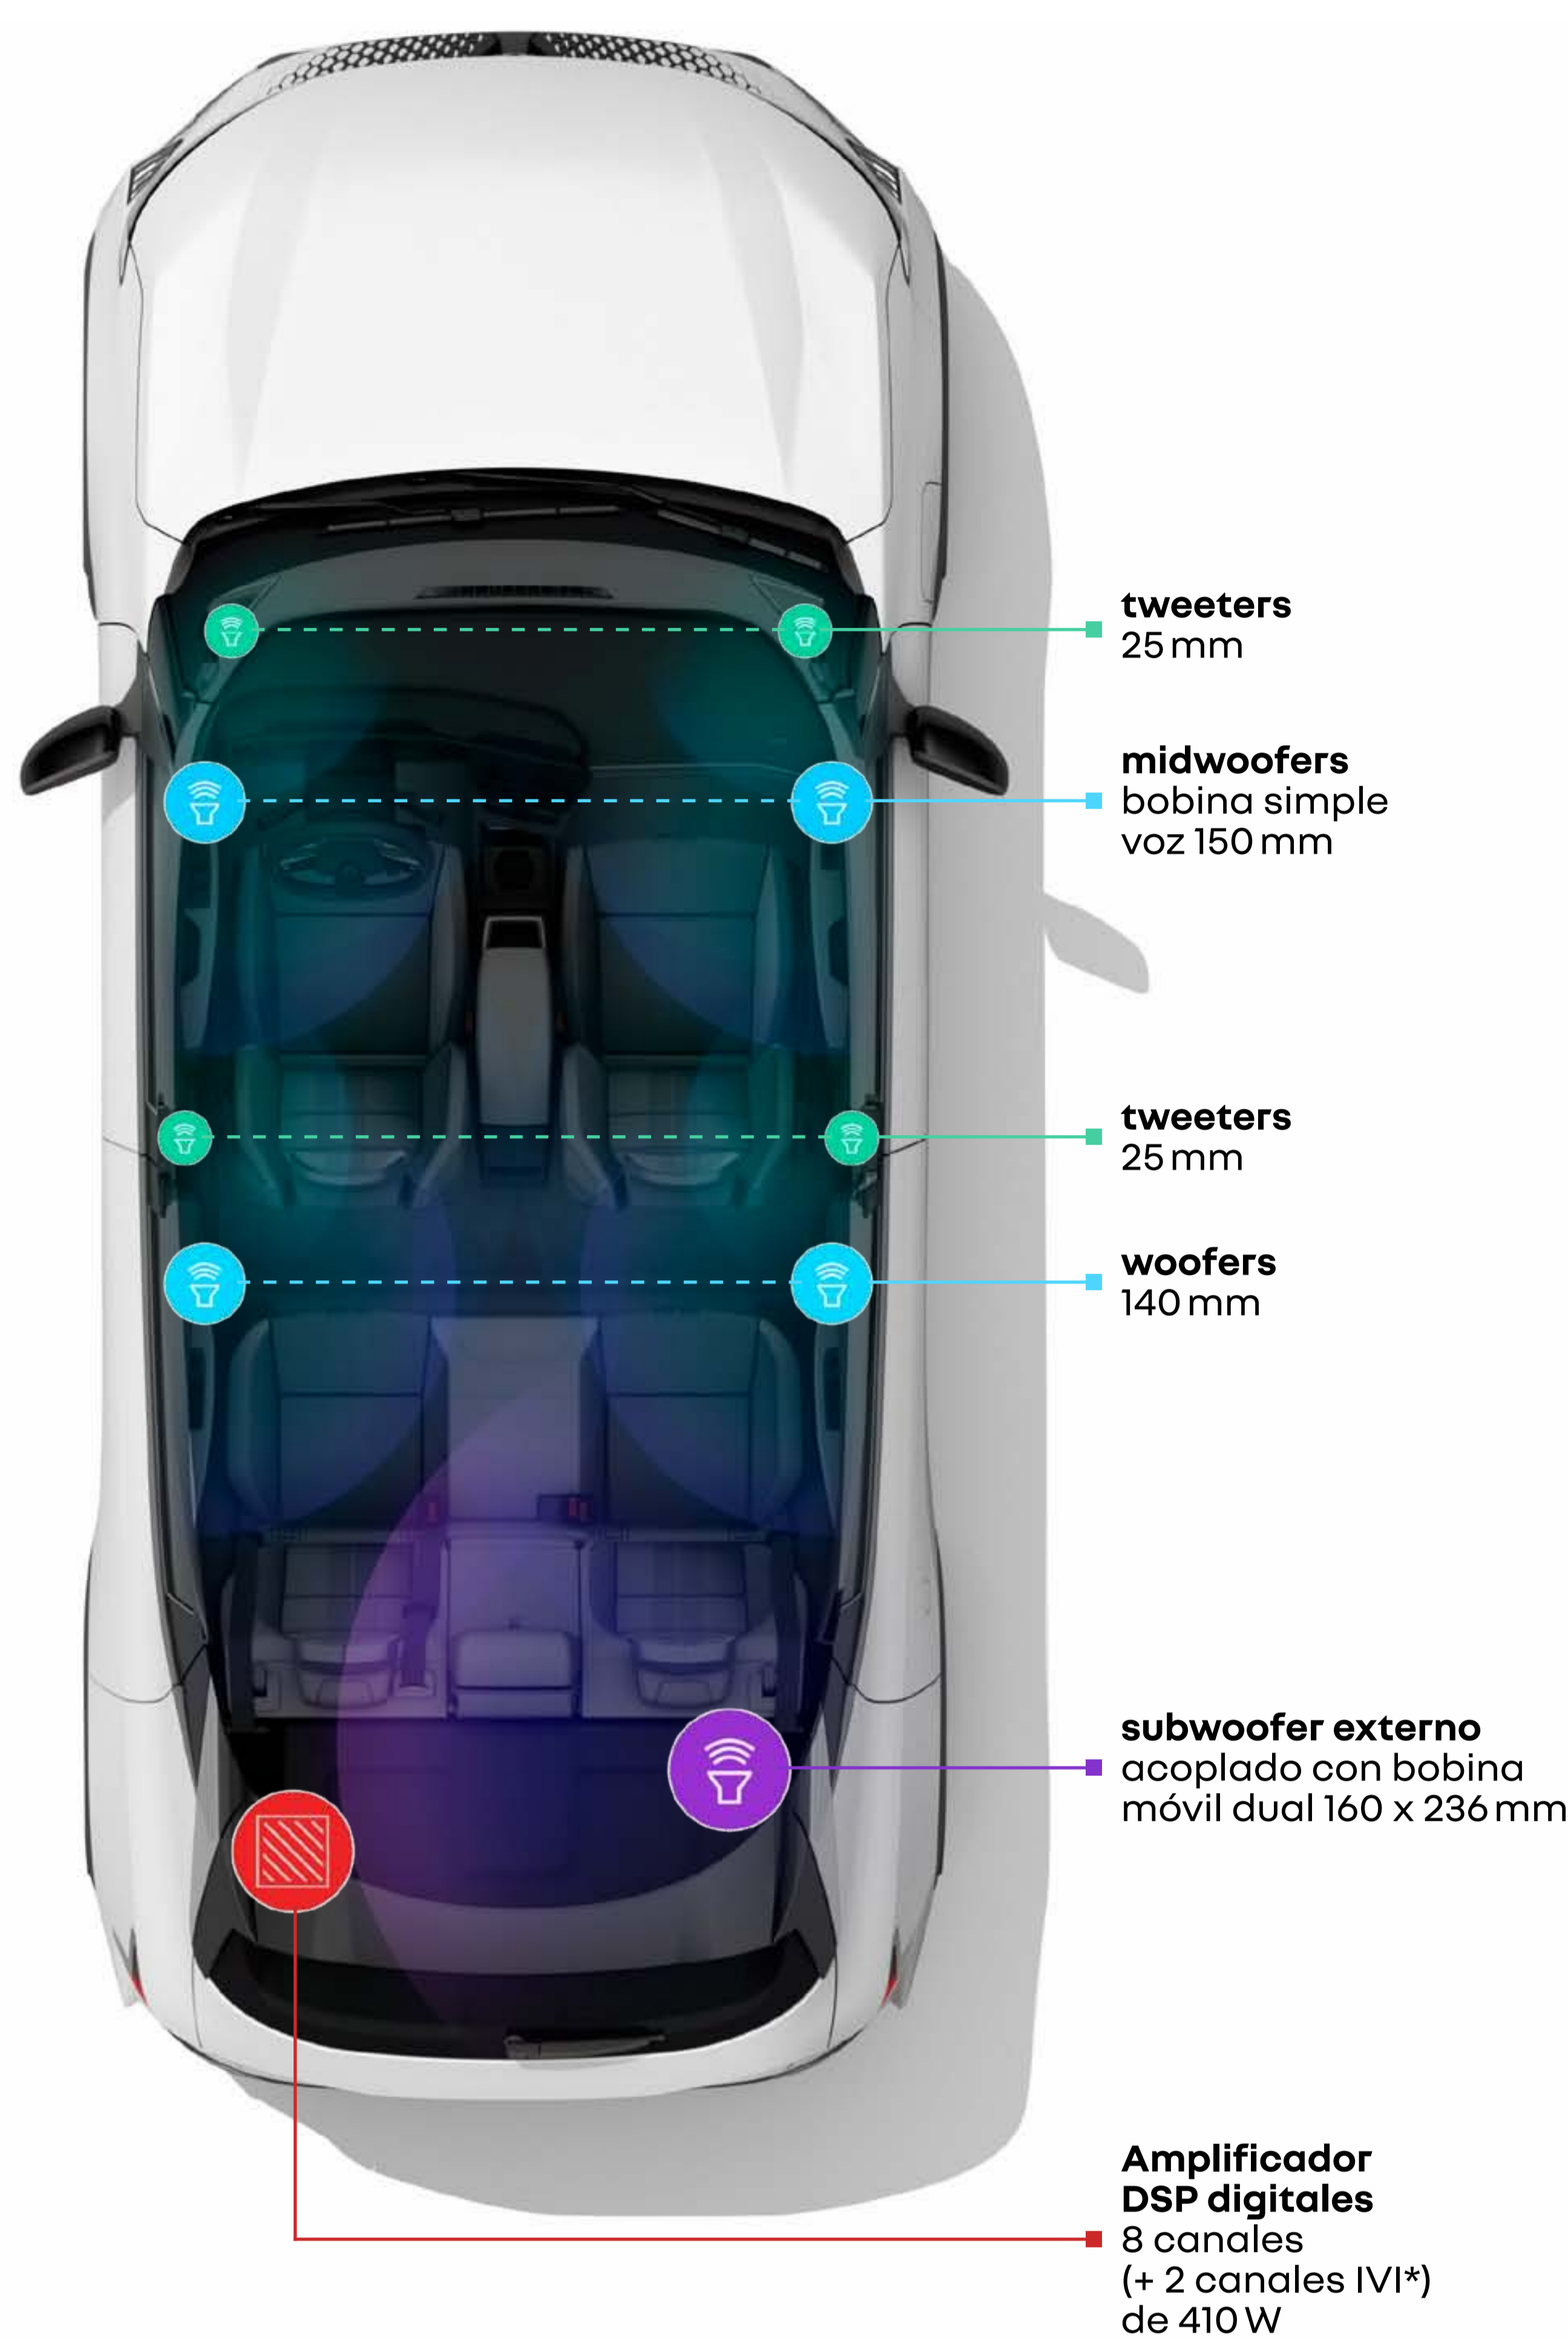 tweeters
25 mm
midwoofers
bobina simple
voz 150 mm
tweeters
25 mm
woofers
140 mm
subwoofer externo
acoplado con bobina
móvil dual 160 x 236 mm
Amplificador
DSP digitales
8 canales
(+ 2 canales IVI*)
de 410 W